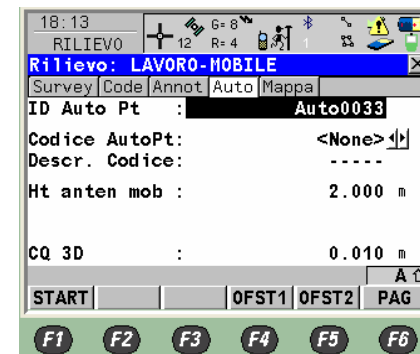 18:13
RILIEVO
12
G= 8
R= 4
1
Rilievo: LAVORO-MOBILE
Survey Code Annot Auto Mappa
ID Auto Pt : Auto0033
Codice AutoPt: <None>
Descr. Codice: -----
Ht anten mob : 2.000 m
CQ 3D : 0.010 m
A
START OFST1 OFST2 PAG
F1 F2 F3 F4 F5 F6